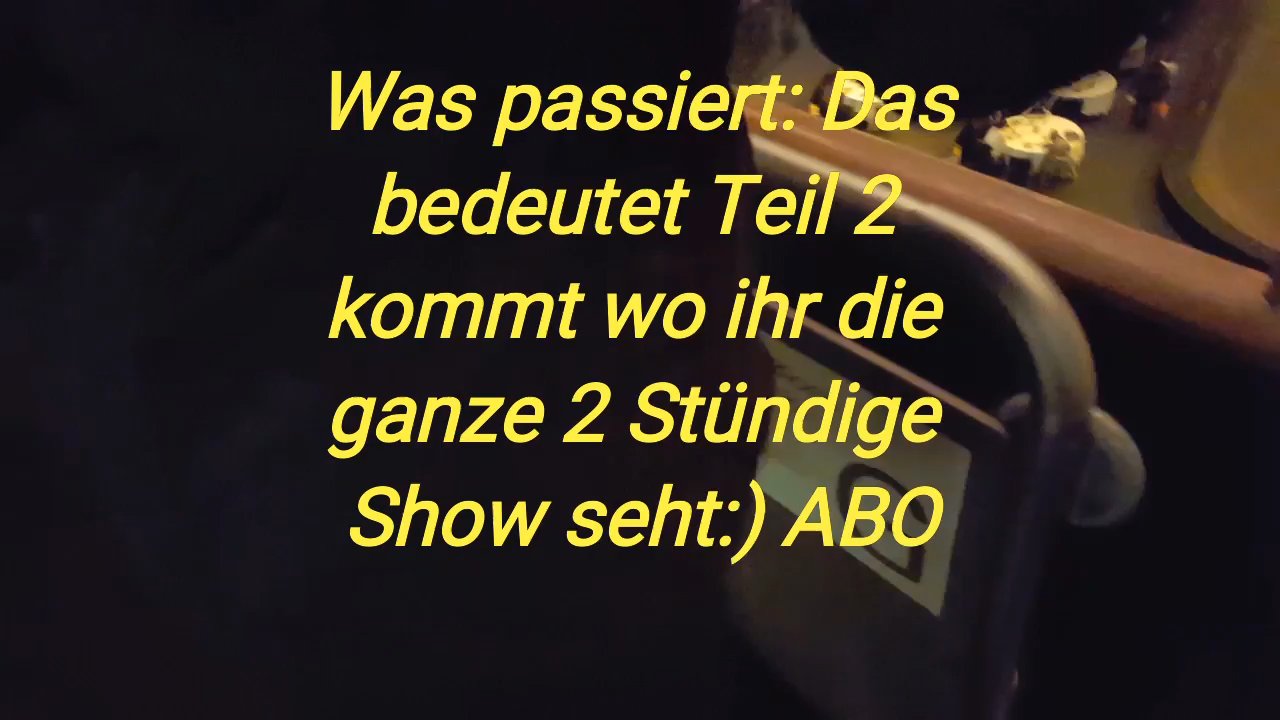 Was passiert: Das
bedeutet Teil 2
kommt wo ihr die
ganze 2 Stündige
Show seht:) ABO